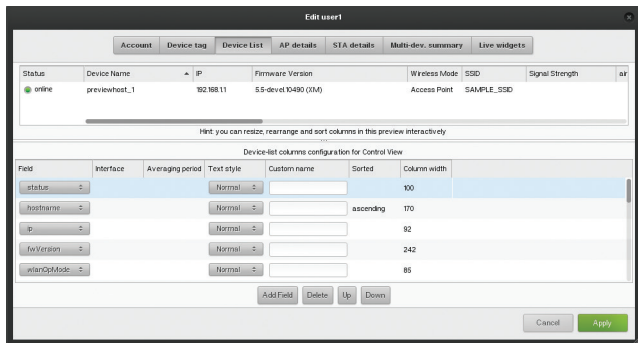 Edit user1
Account Device tag Device List AP details STA details Multi-dev. summary Live widgets
Status Device Name IP Firmware Version Wireless Mode SSID Signal Strength air
online previewhost_1 192.168.1.1 5.5-devel.10490 (XM) Access Point SAMPLE_SSID
Hint: you can resize, rearrange and sort columns in this preview interactively
Device-list columns configuration for Control View
Field Interface Averaging period Text style Custom name Sorted Column width
status Normal 100
hostname Normal ascending 170
ip Normal 92
fwVersion Normal 242
wlanOpMode Normal 85
Add Field Delete Up Down
Cancel Apply